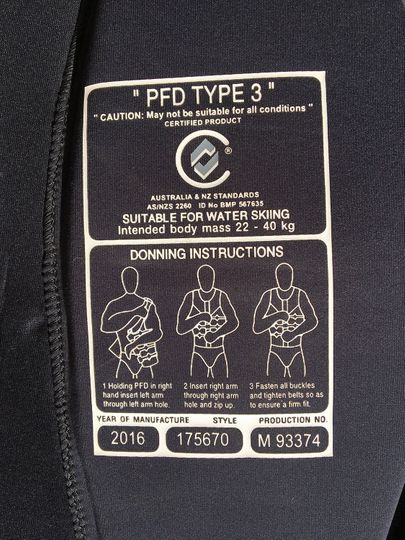 " PFD TYPE 3 "
" CAUTION: May not be suitable for all conditions "
CERTIFIED PRODUCT
®
AUSTRALIA & NZ STANDARDS
AS/NZS 2260 ID No BMP 567635
SUITABLE FOR WATER SKIING
Intended body mass 22 - 40 kg
DONNING INSTRUCTIONS
1 Holding PFD in right
hand insert left arm
through left arm hole.
2 Insert right arm
through right arm
hole and zip up.
3 Fasten all buckles
and tighten belts so as
to ensure a firm fit.
YEAR OF MANUFACTURE STYLE PRODUCTION NO.
2016 175670 M 93374